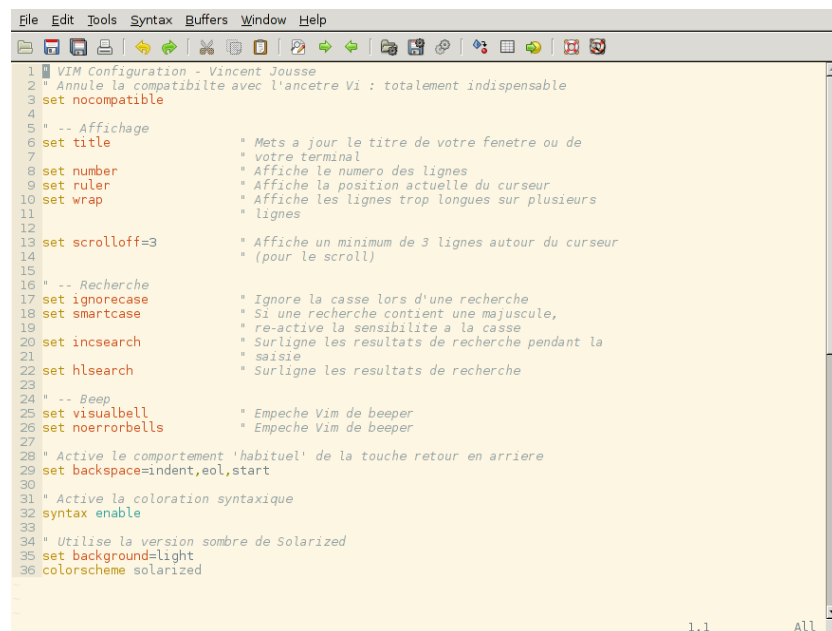 File Edit Tools Syntax Buffers Window Help
1 " VIM Configuration - Vincent Jousse
2 " Annule la compatibilte avec l'ancetre Vi : totalement indispensable
3 set nocompatible
4
5 " -- Affichage
6 set title " Mets a jour le titre de votre fenetre ou de
7 " votre terminal
8 set number " Affiche le numero des lignes
9 set ruler " Affiche la position actuelle du curseur
10 set wrap " Affiche les lignes trop longues sur plusieurs
11 " lignes
12
13 set scrolloff=3 " Affiche un minimum de 3 lignes autour du curseur
14 " (pour le scroll)
15
16 " -- Recherche
17 set ignorecase " Ignore la casse lors d'une recherche
18 set smartcase " Si une recherche contient une majuscule,
19 " re-active la sensibilite a la casse
20 set incsearch " Surligne les resultats de recherche pendant la
21 " saisie
22 set hlsearch " Surligne les resultats de recherche
23
24 " -- Beep
25 set visualbell " Empeche Vim de beeper
26 set noerrorbells " Empeche Vim de beeper
27
28 " Active le comportement 'habituel' de la touche retour en arriere
29 set backspace=indent,eol,start
30
31 " Active la coloration syntaxique
32 syntax enable
33
34 " Utilise la version sombre de Solarized
35 set background=light
36 colorscheme solarized
1.1 All